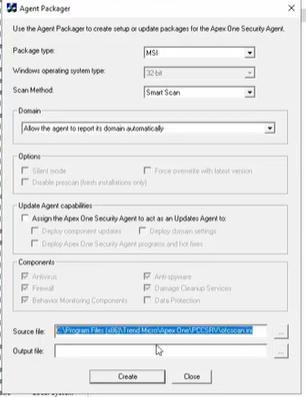 Agent Packager
Use the Agent Packager to create setup or update packages for the Apex One Security Agent.
Package type: MSI
Windows operating system type: 32-bit
Scan Method: Smart Scan
Domain
Allow the agent to report its domain automatically
Options
Silent mode Force overwrite with latest version
Disable prescan (fresh installations only)
Update Agent capabilities
Assign the Apex One Security Agent to act as an Updates Agent to:
Deploy component updates Deploy domain settings
Deploy Apex One Security Agent programs and hot fixes
Components
Antivirus Anti-spyware
Firewall Damage Cleanup Services
Behavior Monitoring Components Data Protection
Source file: C:\Program Files (x86)\Trend Micro\Apex One\PCCSRV\ofcscan.ini ...
Output file: ...
Create Close